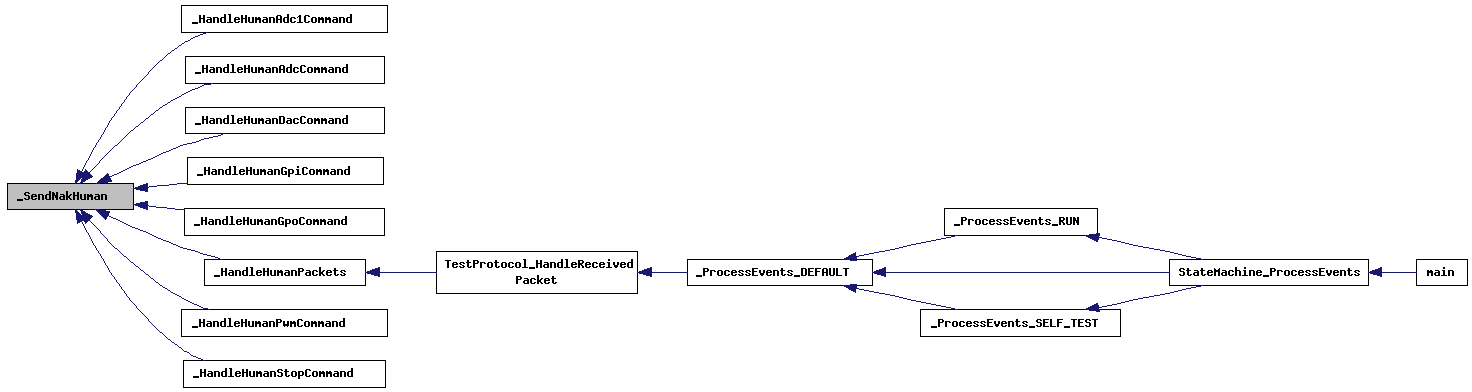 _HandleHumanAdc1Command
_HandleHumanAdcCommand
_HandleHumanDacCommand
_HandleHumanGpiCommand
_SendNakHuman
_HandleHumanGpoCommand
_ProcessEvents_RUN
TestProtocol_HandleReceived
Packet
_HandleHumanPackets
_ProcessEvents_DEFAULT
StateMachine_ProcessEvents
main
_HandleHumanPwmCommand
_ProcessEvents_SELF_TEST
_HandleHumanStopCommand